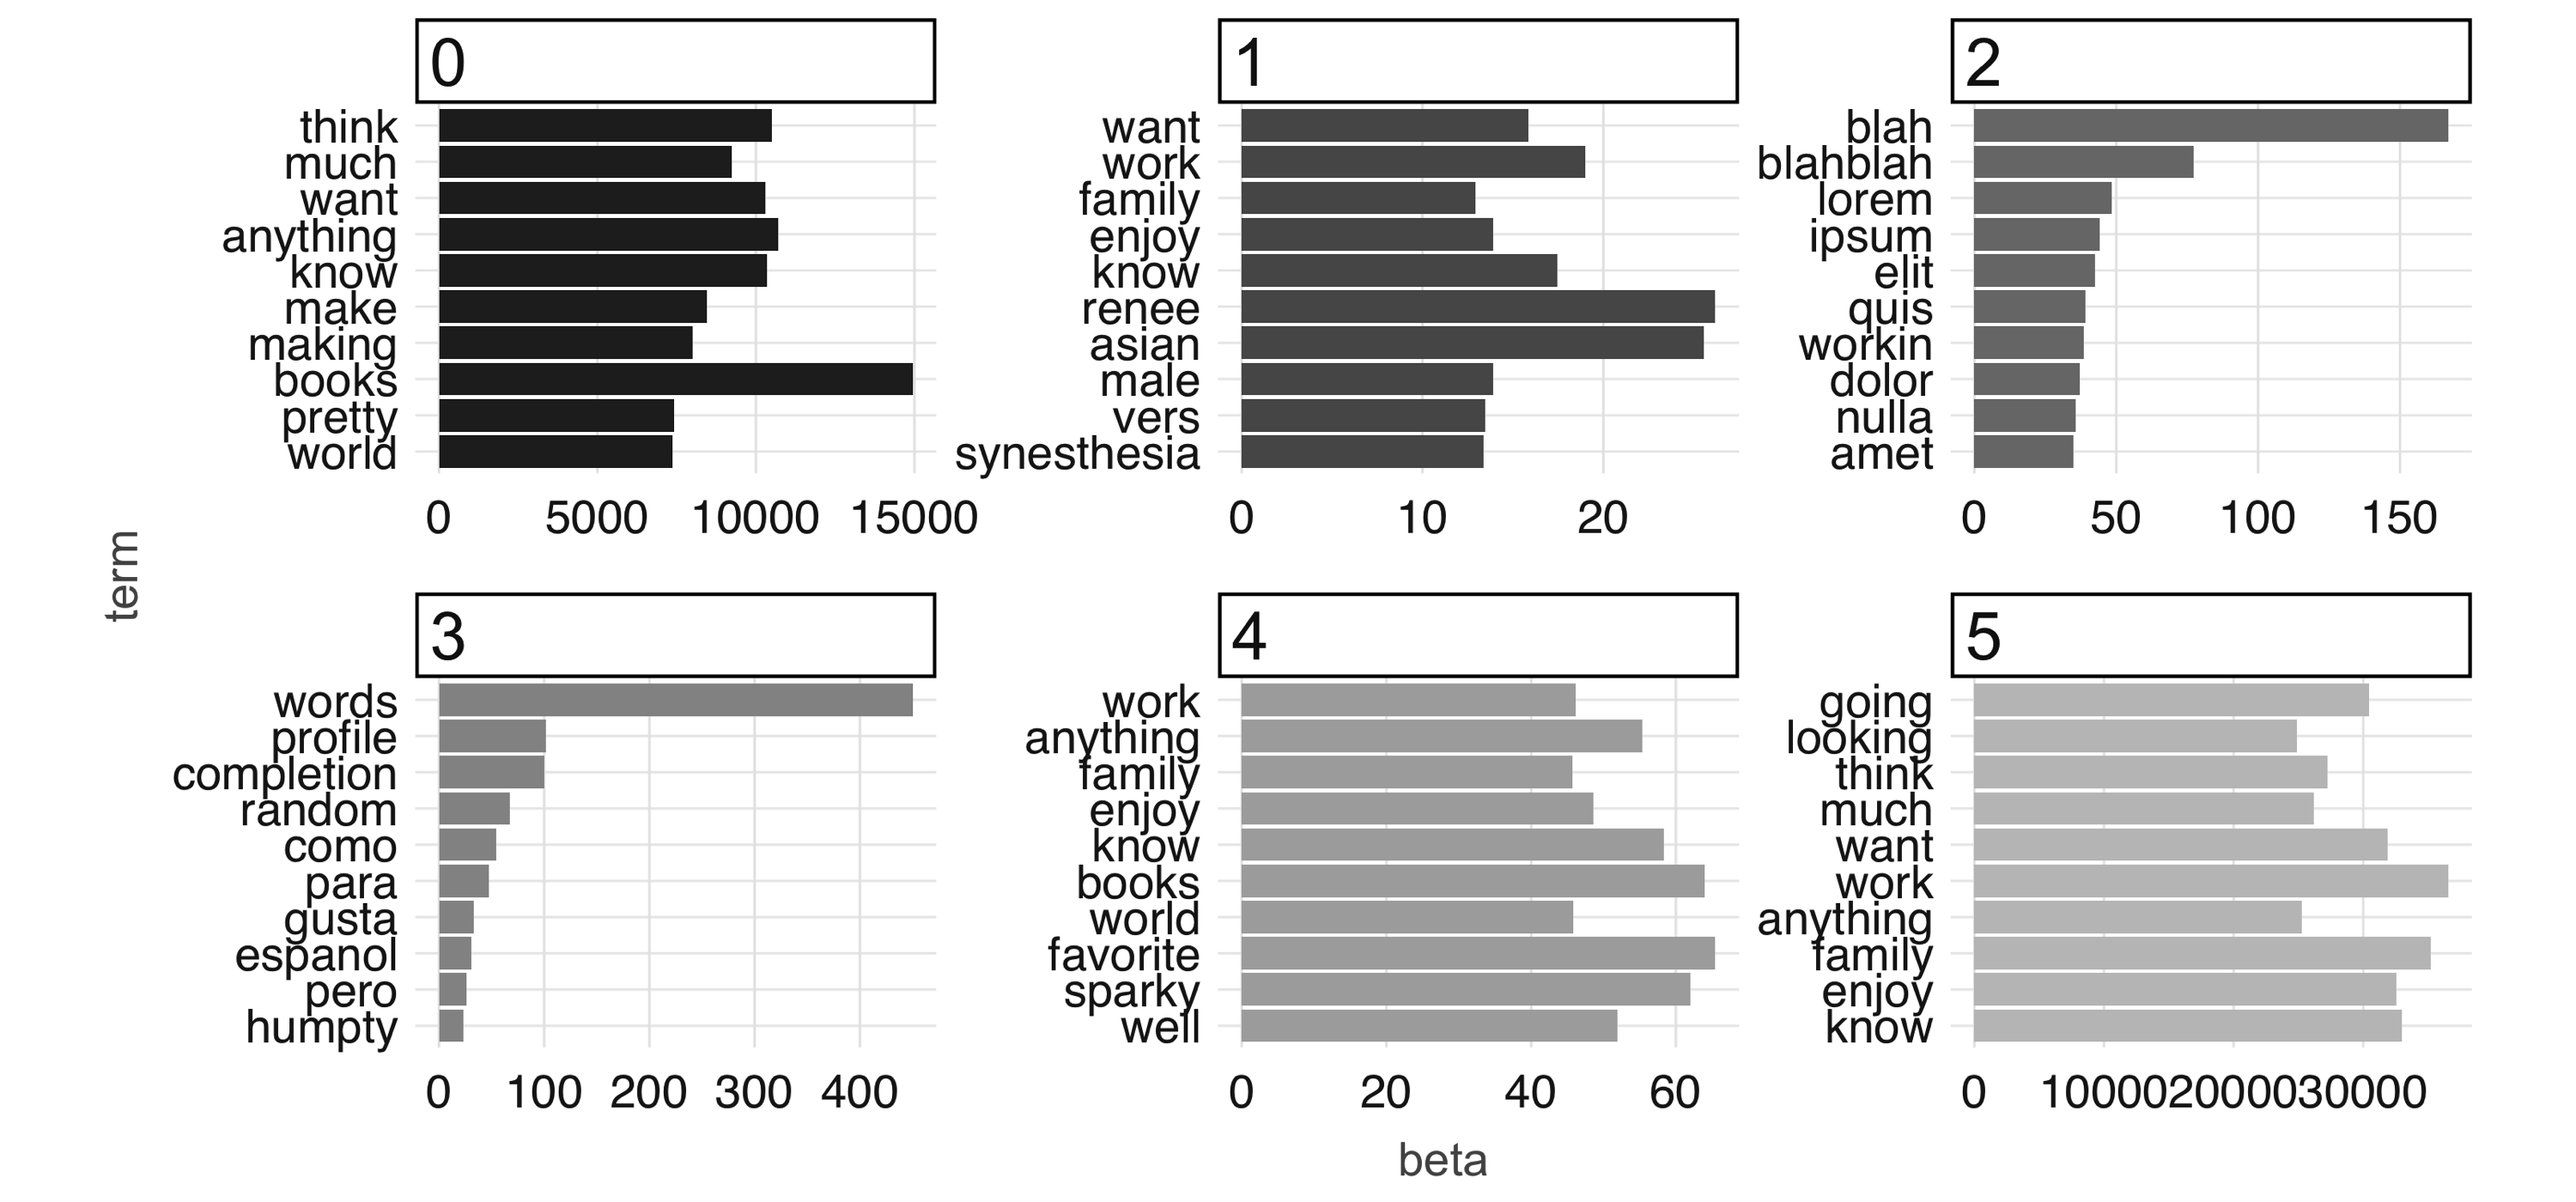 0
think
much
want
anything
know
make
making
books
pretty
world
0 5000 10000 15000
1
want
work
family
enjoy
know
renee
asian
male
vers
synesthesia
0 10 20
2
blah
blahblah
lorem
ipsum
elit
quis
workin
dolor
nulla
amet
0 50 100 150
term
3
words
profile
completion
random
como
para
gusta
espanol
pero
humpty
0 100 200 300 400
4
work
anything
family
enjoy
know
books
world
favorite
sparky
well
0 20 40 60
5
going
looking
think
much
want
work
anything
family
enjoy
know
0 10000 20000 30000
beta